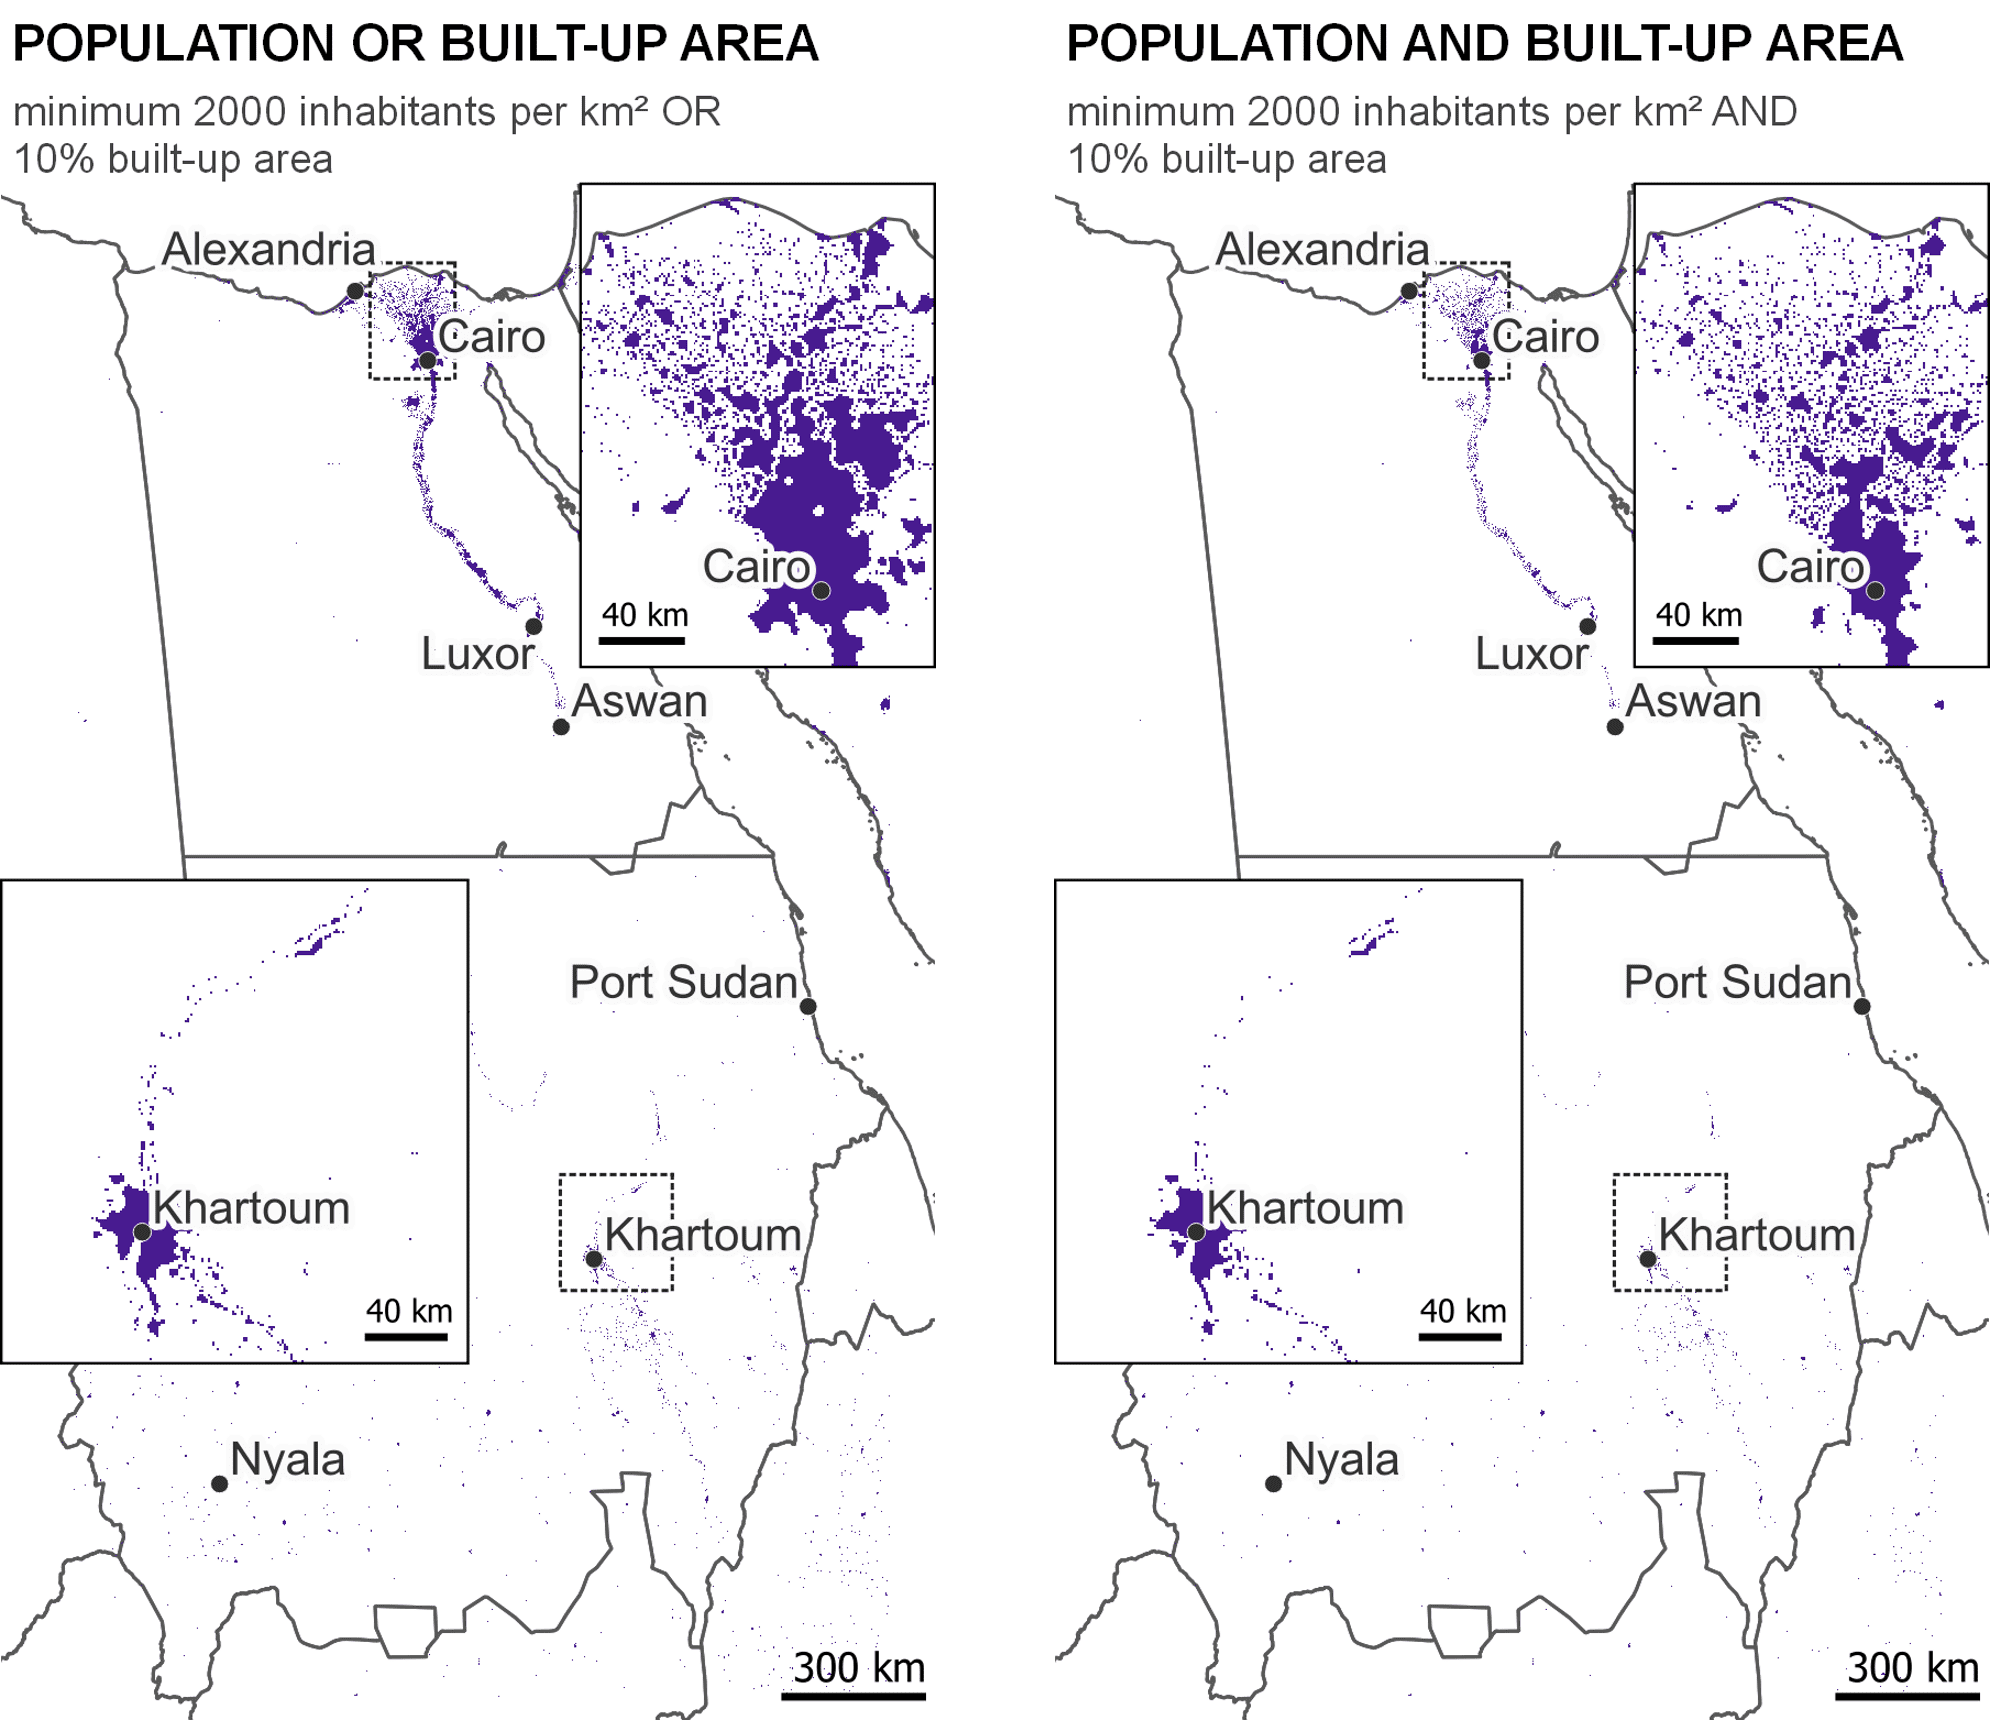 POPULATION OR BUILT-UP AREA
minimum 2000 inhabitants per km² OR
10% built-up area
Alexandria
Cairo
Cairo
40 km
Luxor
Aswan
Port Sudan
Khartoum
40 km
Khartoum
Nyala
300 km
POPULATION AND BUILT-UP AREA
minimum 2000 inhabitants per km² AND
10% built-up area
Alexandria
Cairo
Cairo
40 km
Luxor
Aswan
Port Sudan
Khartoum
40 km
Khartoum
Nyala
300 km